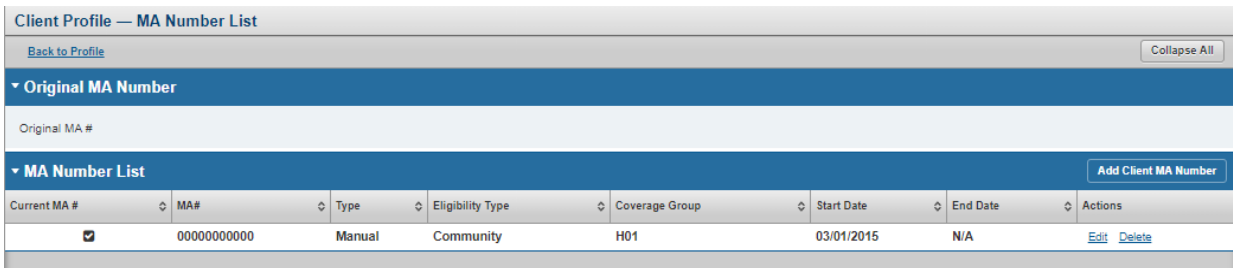 Client Profile — MA Number List
Back to Profile Collapse All
Original MA Number
Original MA #
MA Number List Add Client MA Number
Current MA # MA# Type Eligibility Type Coverage Group Start Date End Date Actions
00000000000 Manual Community H01 03/01/2015 N/A Edit Delete